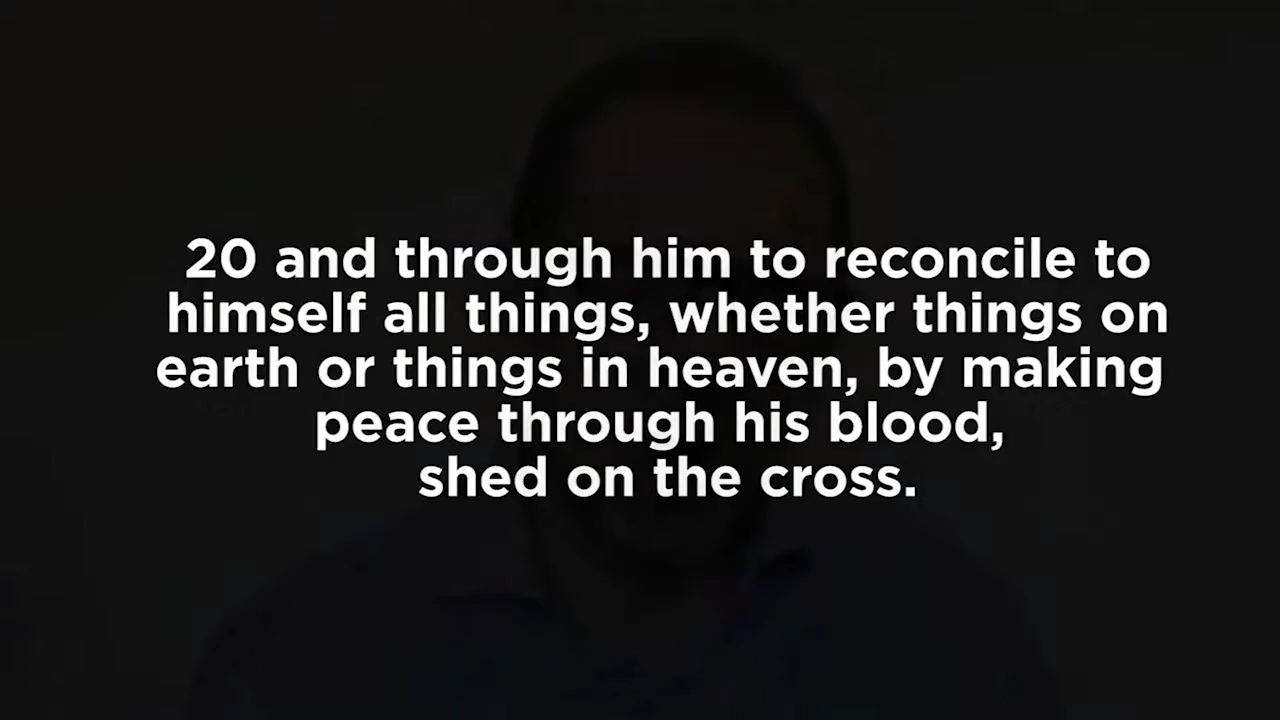 20 and through him to reconcile to
himself all things, whether things on
earth or things in heaven, by making
peace through his blood,
shed on the cross.